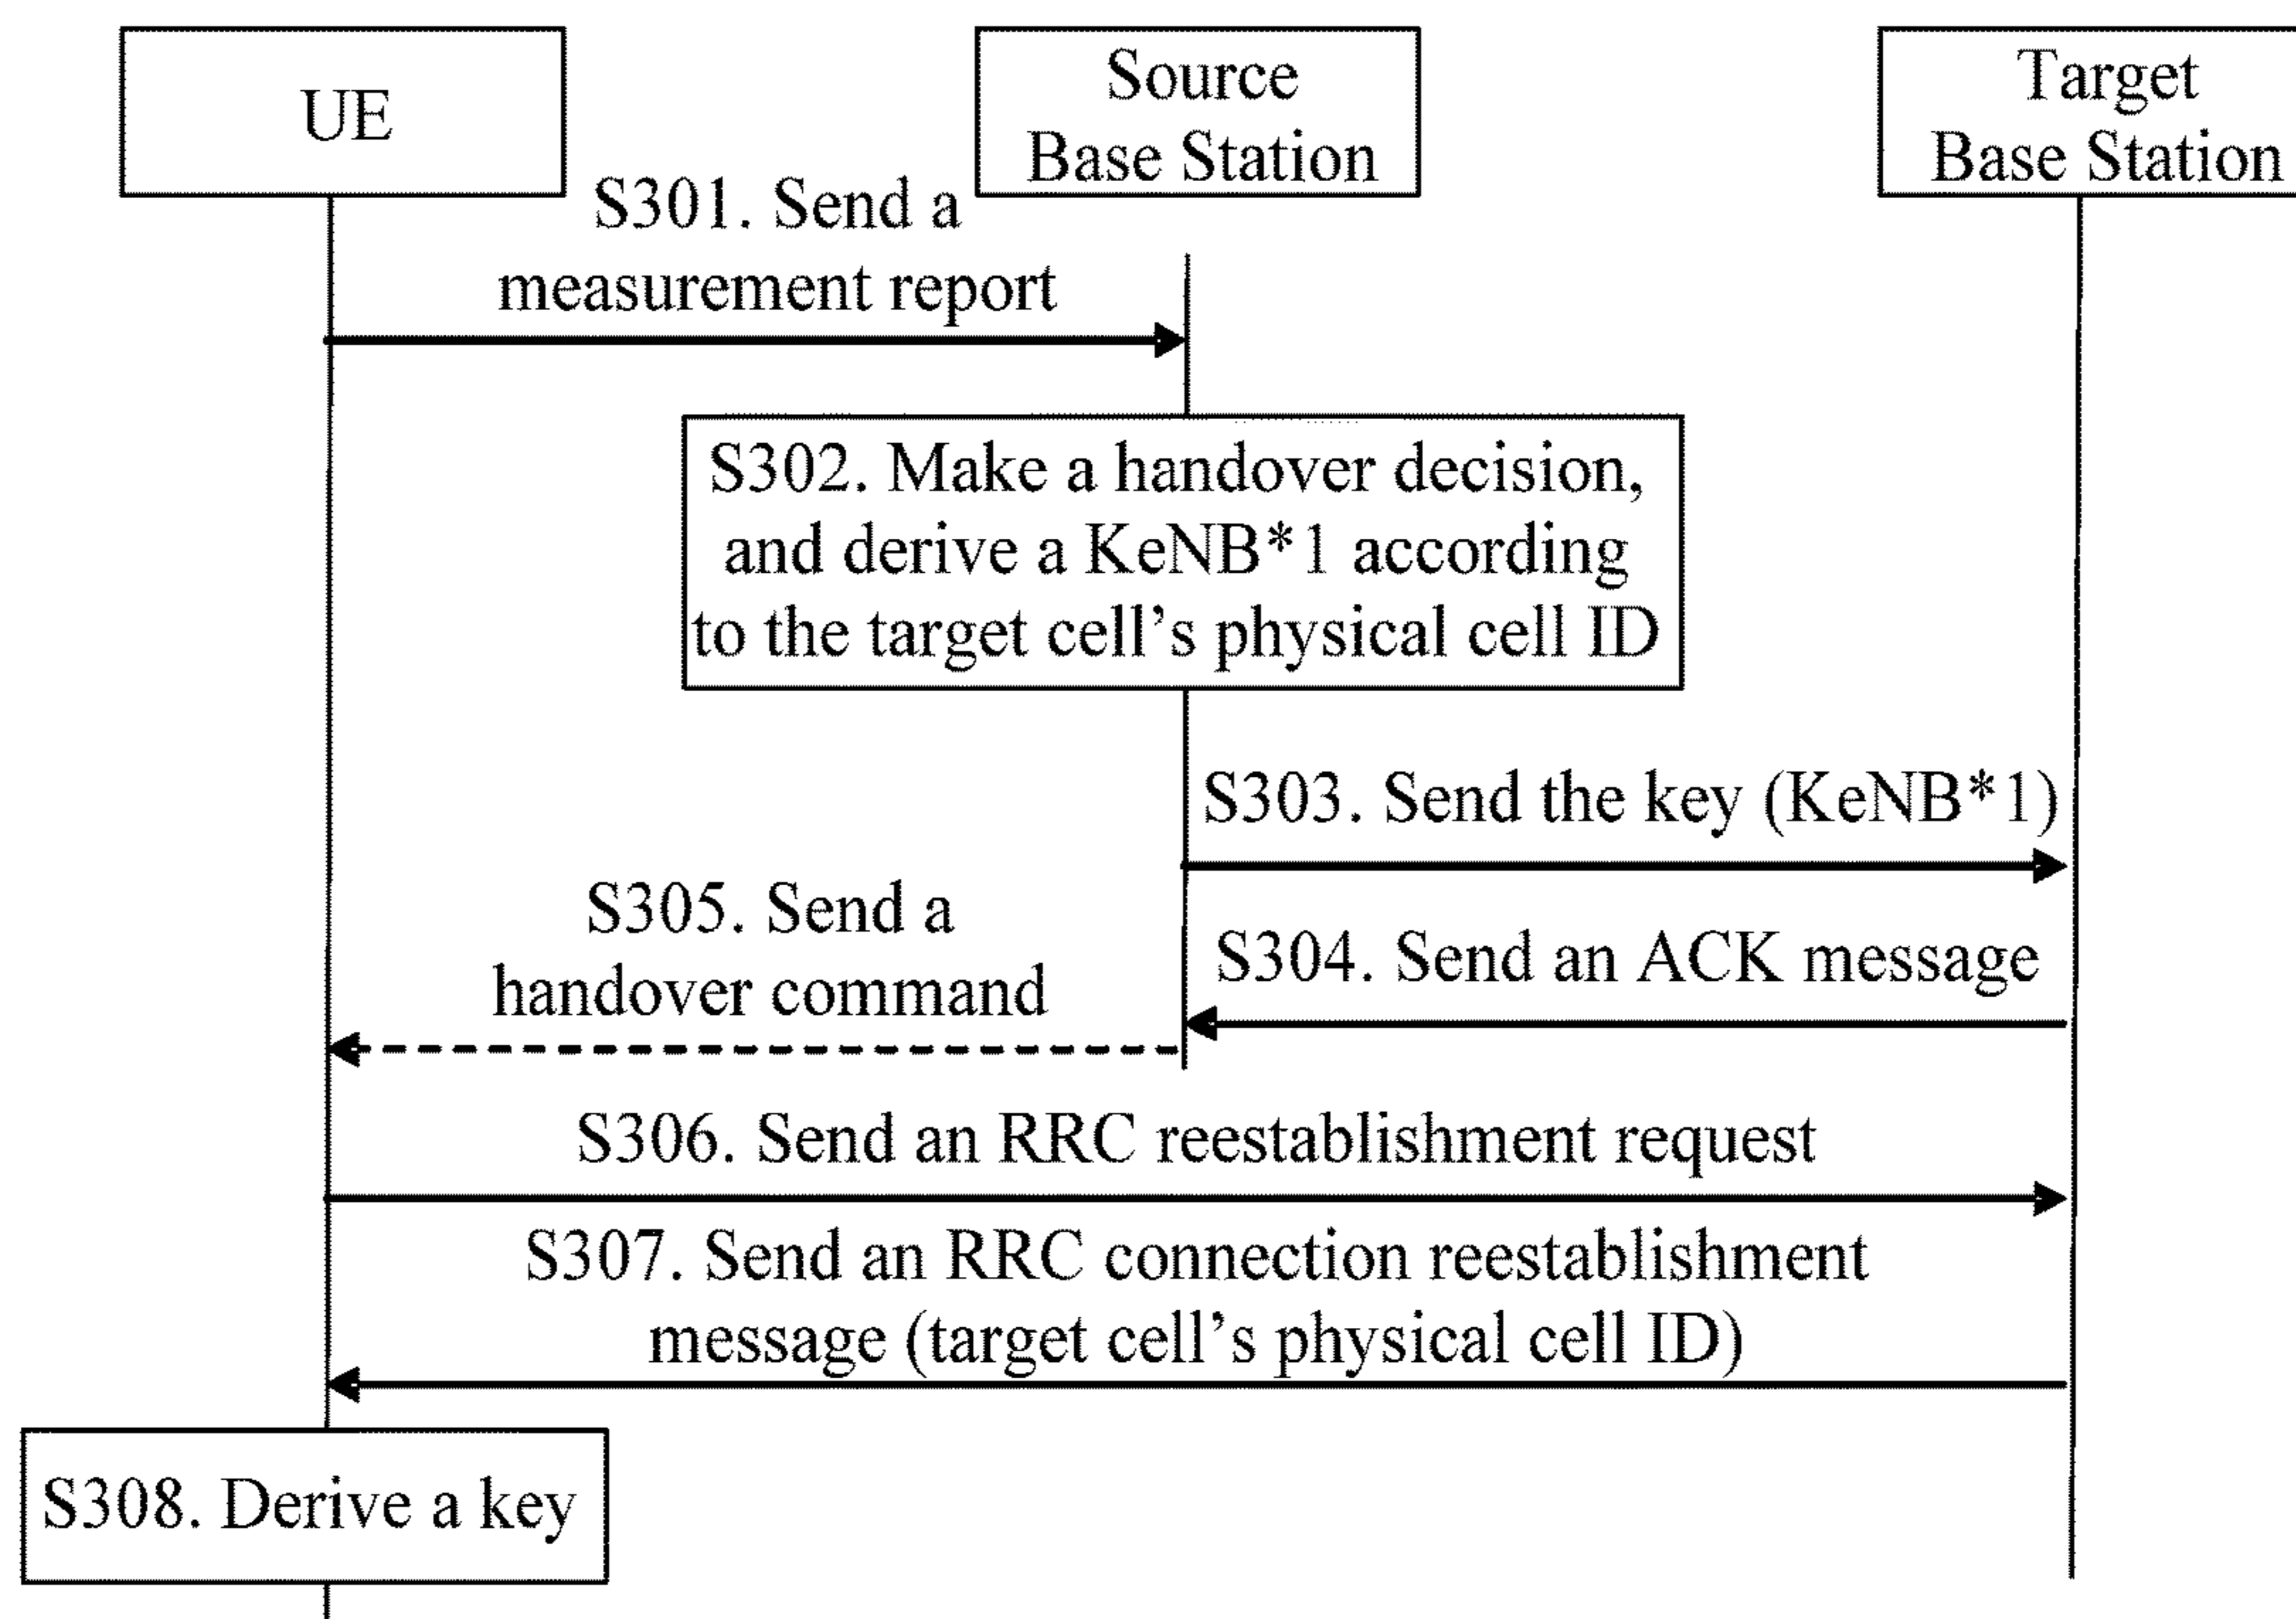 UE
Source
Base Station
Target
Base Station
S301. Send a
measurement report
S302. Make a handover decision,
and derive a KeNB*1 according
to the target cell's physical cell ID
S303. Send the key (KeNB*1)
S305. Send a
handover command
S304. Send an ACK message
S306. Send an RRC reestablishment request
S307. Send an RRC connection reestablishment
message (target cell's physical cell ID)
S308. Derive a key